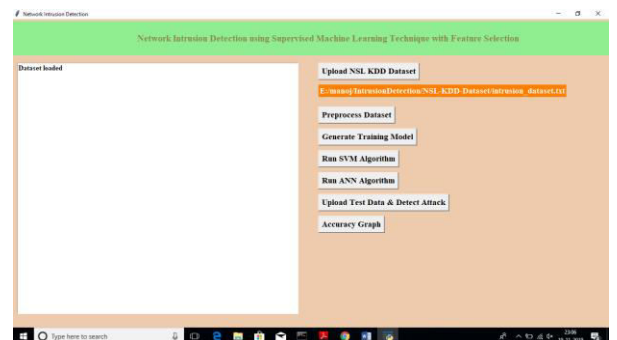 Network Intrusion Detection
Network Intrusion Detection using Supervised Machine Learning Technique with Feature Selection
Dataset loaded
Upload NSL KDD Dataset
E:/manoj/IntrusionDetection/NSL-KDD-Dataset/intrusion_dataset.txt
Preprocess Dataset
Generate Training Model
Run SVM Algorithm
Run ANN Algorithm
Upload Test Data & Detect Attack
Accuracy Graph
Type here to search
23:06